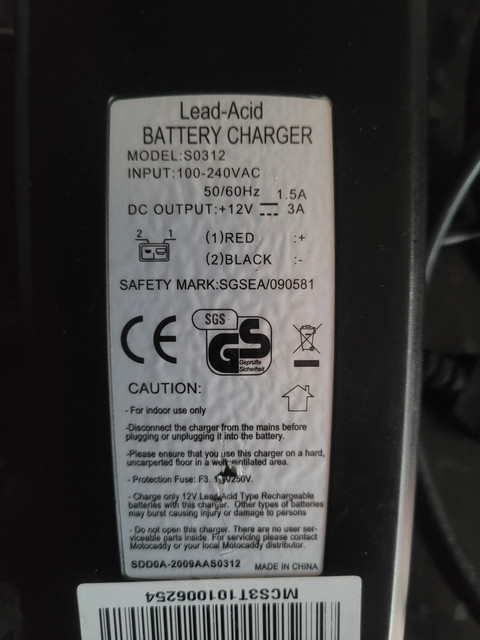 Lead-Acid
BATTERY CHARGER
MODEL:S0312
INPUT:100-240VAC
50/60Hz 1.5A
DC OUTPUT:+12V 3A
2 1
(1)RED :+
(2)BLACK :-
SAFETY MARK:SGSEA/090581
CE
SGS
GS
Geprüfte
Sicherheit
CAUTION:
- For indoor use only
-Disconnect the charger from the mains before
plugging or unplugging it into the battery.
-Please ensure that you use this charger on a hard,
uncarperted floor in a well ventilated area.
- Protection Fuse: F3. /250V.
- Charge only 12V Lead/Acid Type Rechargeable
batteries with this charger. Other types of batteries
may burst causing injury or damage to persons
- Do not open this charger. There are no user ser-
viceable parts inside. For servicing please contact
Motocaddy or your local Motocaddy distributor.
SDD0A-2009AAS0312 MADE IN CHINA
MCS3T101006254